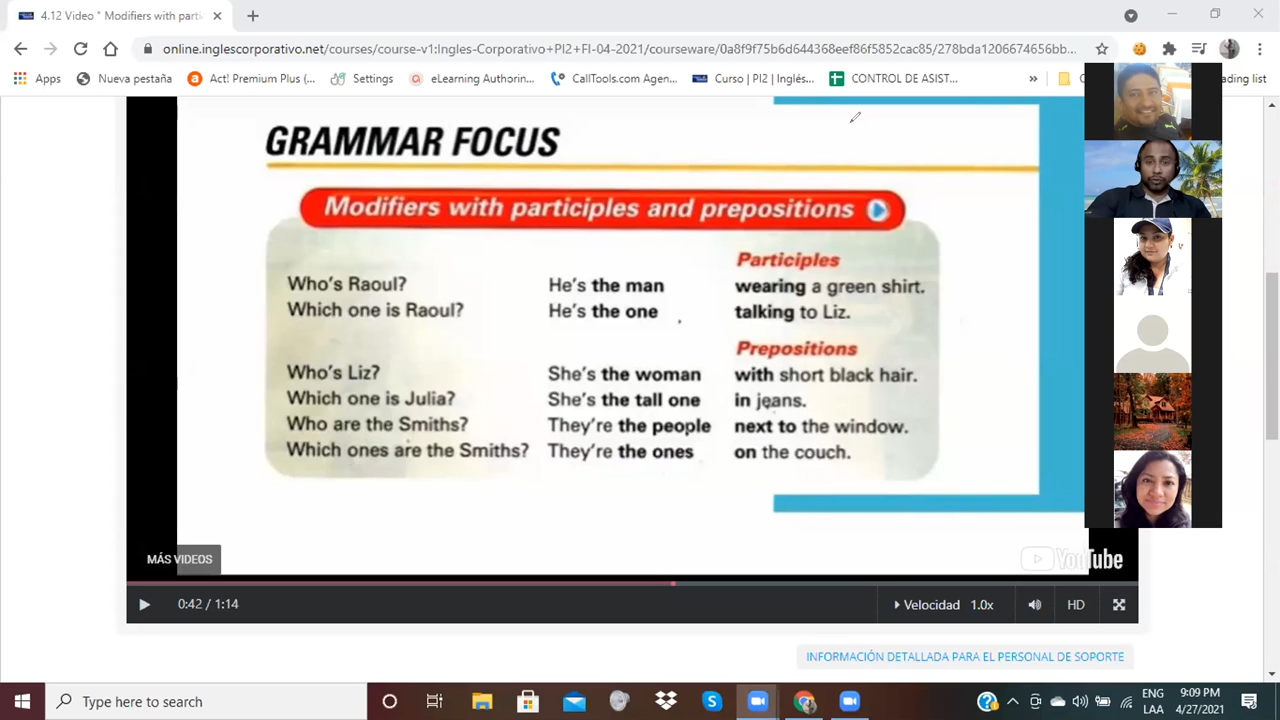 4.12 Video " Modifiers with parti
online.inglescorporativo.net/courses/course-v1:Ingles-Corporativo+PI2+FI-04-2021/courseware/0a8f9f75b6d644368eef86f5852cac85/278bda1206674656bb...
Apps Nueva pestaña Act! Premium Plus (... Settings eLearning Authorin... CallTools.com Agen... Curso | PI2 | Inglés... CONTROL DE ASIST... » ding list
GRAMMAR FOCUS
Modifiers with participles and prepositions
Participles
Who's Raoul? He's the man wearing a green shirt.
Which one is Raoul? He's the one talking to Liz.
Prepositions
Who's Liz? She's the woman with short black hair.
Which one is Julia? She's the tall one in jeans.
Who are the Smiths? They're the people next to the window.
Which ones are the Smiths? They're the ones on the couch.
MÁS VIDEOS YouTube
0:42 / 1:14 Velocidad 1.0x HD
INFORMACIÓN DETALLADA PARA EL PERSONAL DE SOPORTE
Type here to search ENG 9:09 PM
LAA 4/27/2021